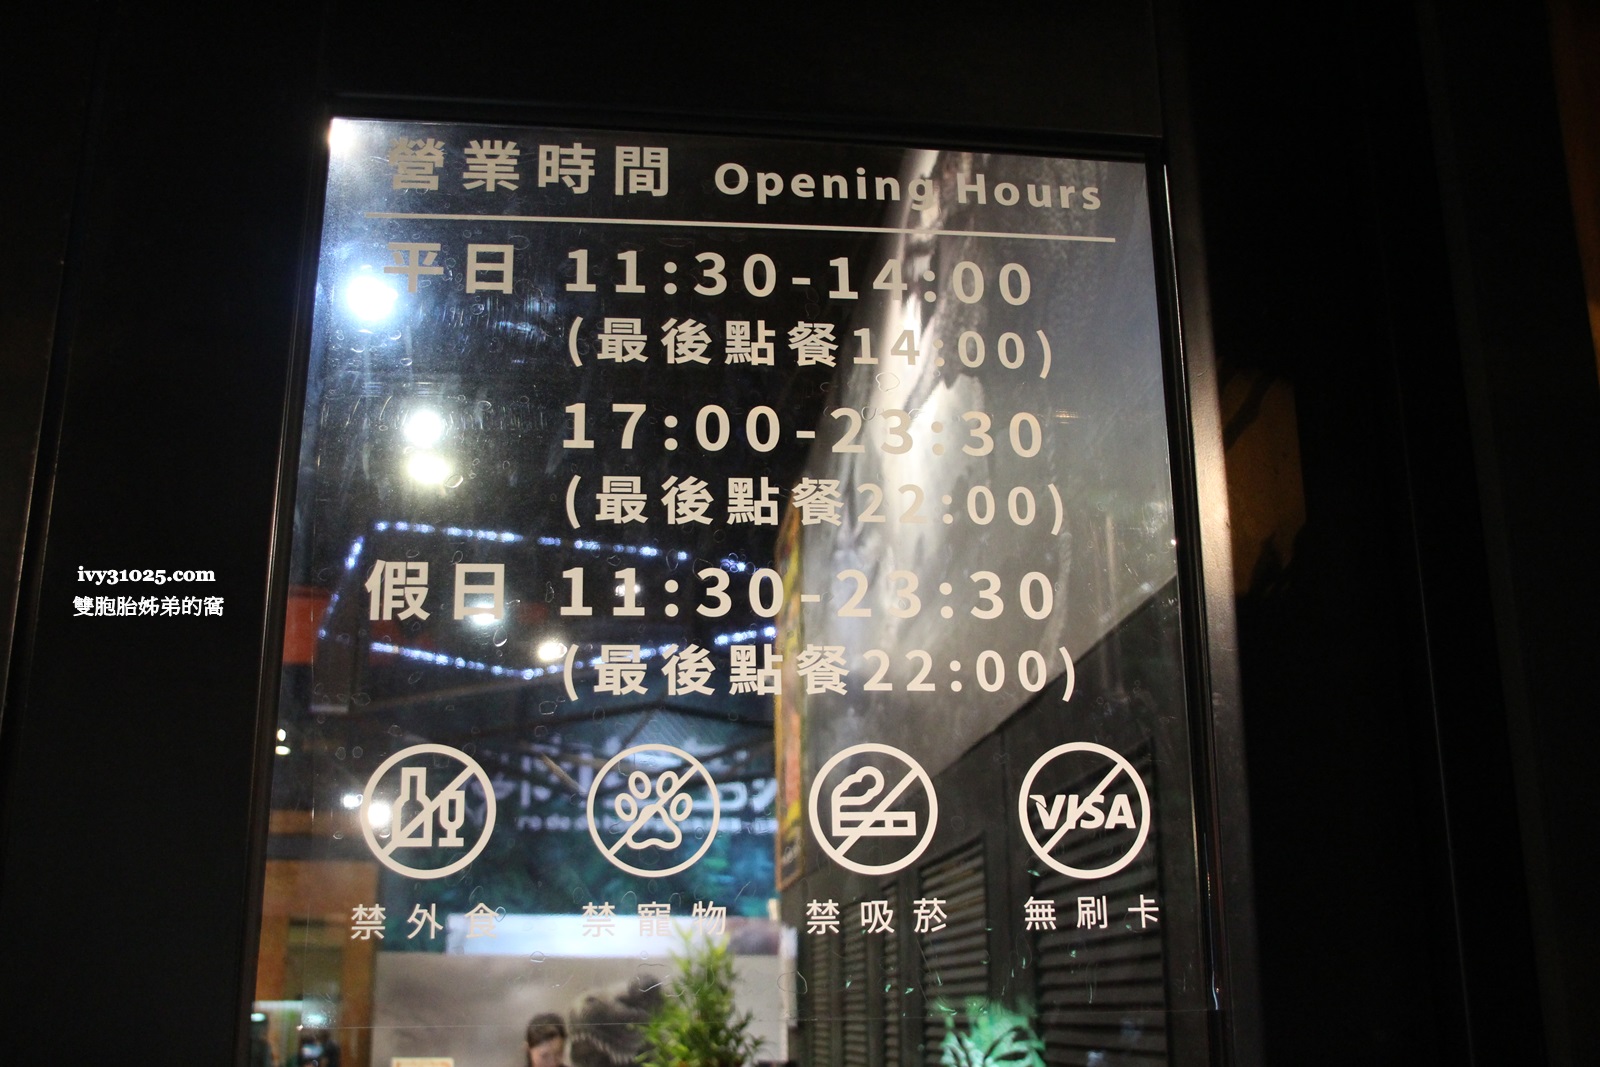 營業時間 Opening Hours
平日 11:30-14:00
(最後點餐14:00)
17:00-23:30
(最後點餐22:00)
假日 11:30-23:30
(最後點餐22:00)
VISA
禁外食 禁寵物 禁吸菸 無刷卡
ivy31025.com
雙胞胎姊弟的窩